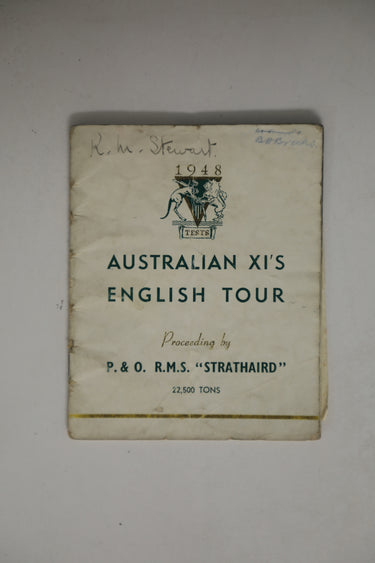 K. M. Stewart.
1948
TESTS
AUSTRALIAN XI'S
ENGLISH TOUR
Proceeding by
P. & O. R.M.S. "STRATHAIRD"
22,500 TONS